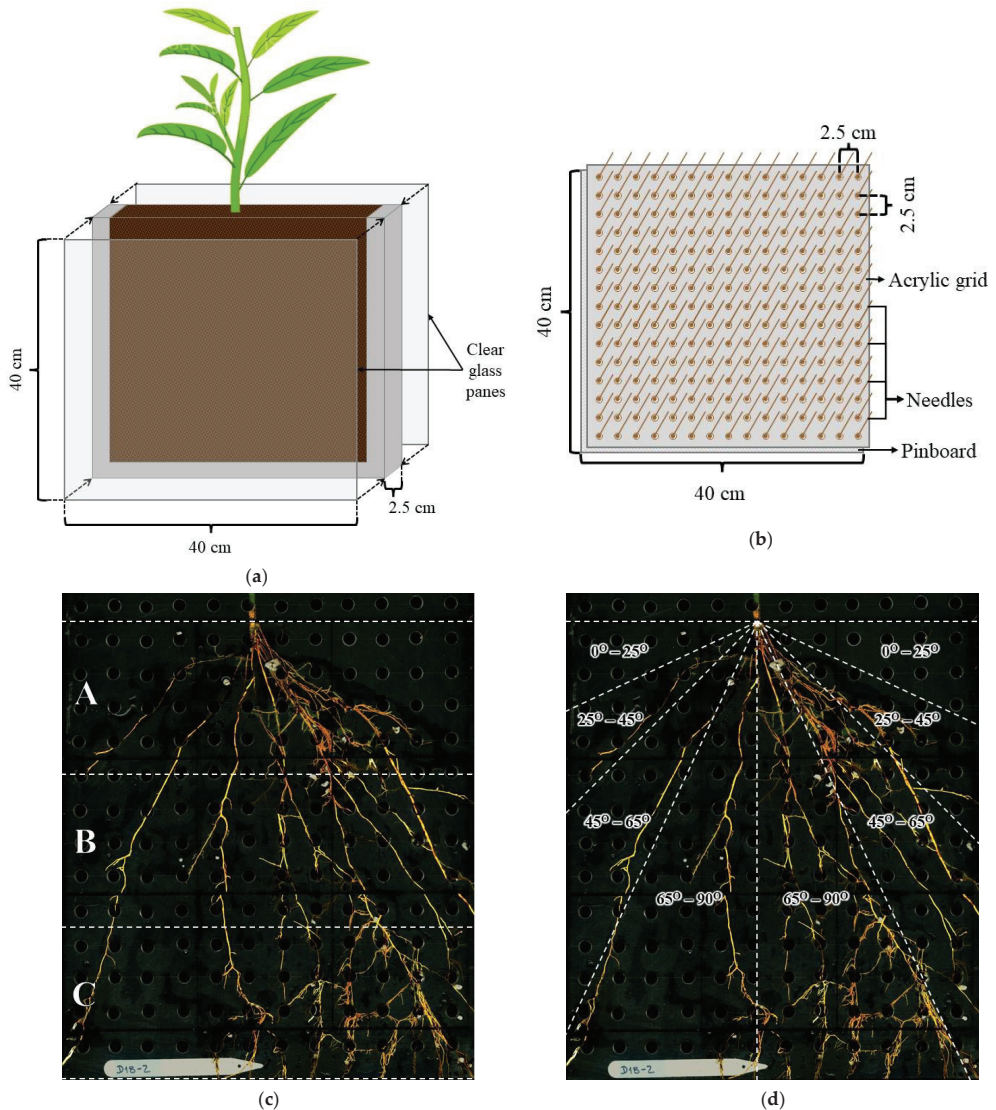 40 cm
Clear
glass
panes
2.5 cm
40 cm
(a)
2.5 cm
2.5 cm
40 cm
Acrylic grid
Needles
Pinboard
40 cm
(b)
A
B
C
D18-2
(c)
0° – 25°
0° – 25°
25° – 45°
25° – 45°
45° – 65°
45° – 65°
65° – 90°
65° – 90°
D18-2
(d)